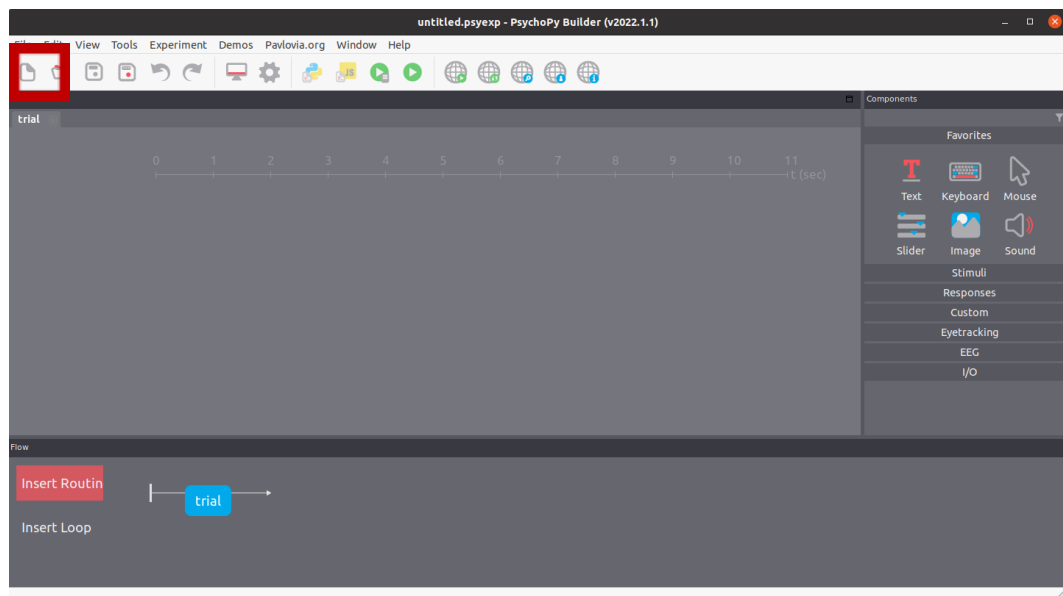 untitled.psyexp - PsychoPy Builder (v2022.1.1)
View Tools Experiment Demos Pavlovia.org Window Help
JS
Components
trial
Favorites
0 1 2 3 4 5 6 7 8 9 10 11
t (sec)
Text Keyboard Mouse
Slider Image Sound
Stimuli
Responses
Custom
Eyetracking
EEG
I/O
Flow
Insert Routin
trial
Insert Loop